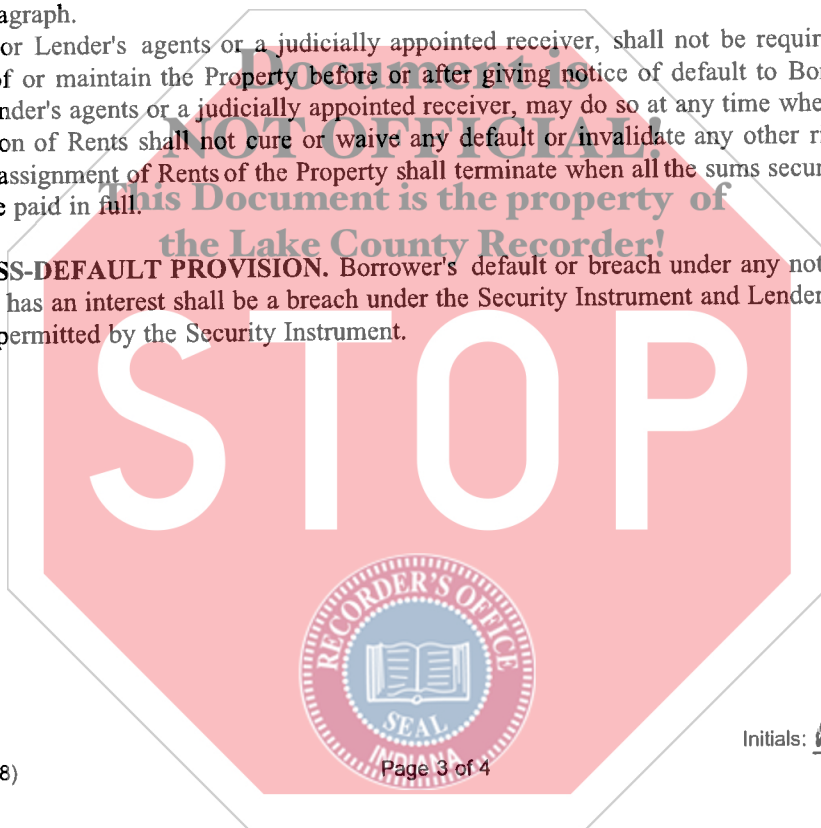 agraph.
or Lender's agents or a judicially appointed receiver, shall not be requir
f or maintain the Property before or after giving notice of default to Bor
nder's agents or a judicially appointed receiver, may do so at any time whe
on of Rents shall not cure or waive any default or invalidate any other r
assignment of Rents of the Property shall terminate when all the sums secur
e paid in full.
Document is
NOT OFFICIAL!
This Document is the property of
the Lake County Recorder!
SS-DEFAULT PROVISION. Borrower's default or breach under any not
has an interest shall be a breach under the Security Instrument and Lender
permitted by the Security Instrument.
STOP
RECORDER'S OFFICE
SEAL
INDIANA
Initials:
8)
Page 3 of 4